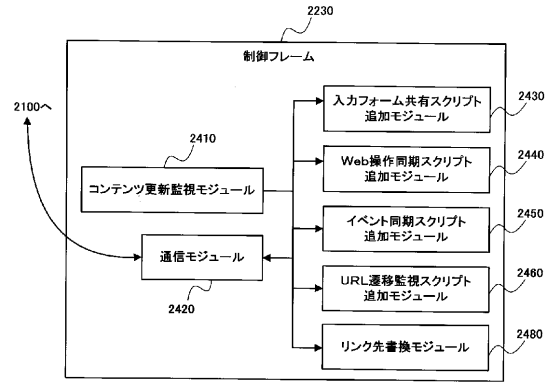 2230
制御フレーム
2100へ
2410
コンテンツ更新監視モジュール
通信モジュール
2420
入力フォーム共有スクリプト
追加モジュール
2430
Web操作同期スクリプト
追加モジュール
2440
イベント同期スクリプト
追加モジュール
2450
URL遷移監視スクリプト
追加モジュール
2460
リンク先書換モジュール
2480